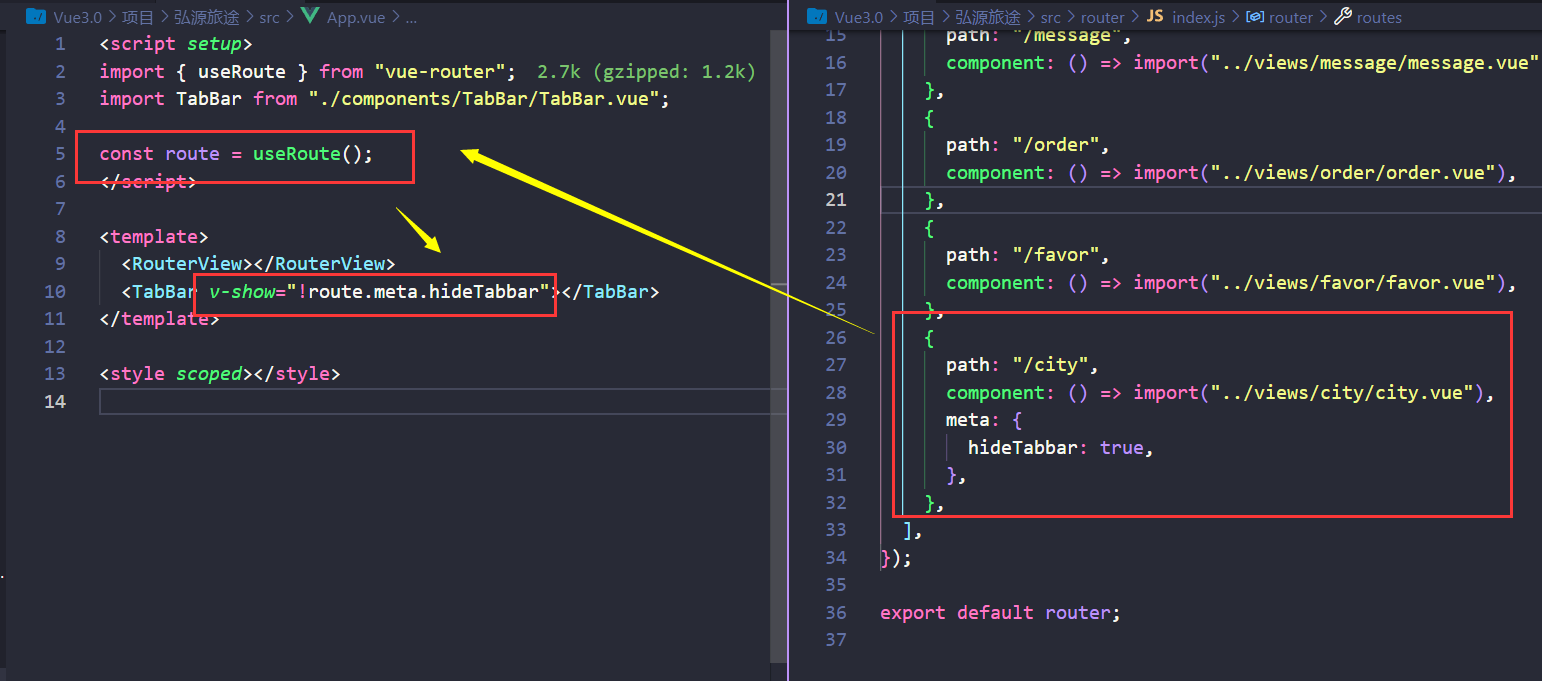 Vue3.0 > 项目 > 弘源旅途 > src > App.vue > ...
1 <script setup>
2 import { useRoute } from "vue-router"; 2.7k (gzipped: 1.2k)
3 import TabBar from "./components/TabBar/TabBar.vue";
4
5 const route = useRoute();
6 </script>
7
8 <template>
9 <RouterView></RouterView>
10 <TabBar v-show="!route.meta.hideTabbar"></TabBar>
11 </template>
12
13 <style scoped></style>
14
Vue3.0 > 项目 > 弘源旅途 > src > router > JS index.js > router > routes
15 path: "/message",
16 component: () => import("../views/message/message.vue"
17 },
18 {
19 path: "/order",
20 component: () => import("../views/order/order.vue"),
21 },
22 {
23 path: "/favor",
24 component: () => import("../views/favor/favor.vue"),
25 },
26 {
27 path: "/city",
28 component: () => import("../views/city/city.vue"),
29 meta: {
30 hideTabbar: true,
31 },
32 },
33 ],
34 });
35
36 export default router;
37